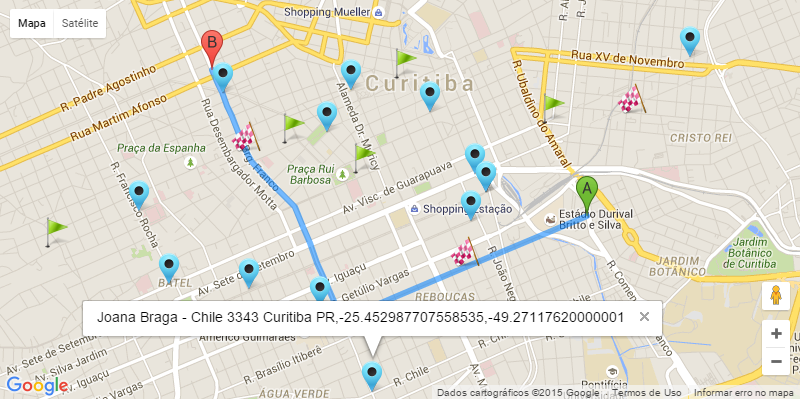 Mapa
Satélite
Shopping Mueller
Curitiba
B
R. Padre Agostinho
Rua Martim Afonso
Rua Desembargador Motta
Alameda Dr. Muricy
R. Ubaldino do Amaral
Rua XV de Novembro
CRISTO REI
Praça da Espanha
Praça Rui
Barbosa
Av. Visc. de Guarapuava
A
R. Francisco Rocha
Shopping Estação
Estádio Durival
Britto e Silva
JARDIM
BOTÂNICO
Jardim
Botânico
de Curitiba
BATEL
Av. Sete de Setembro
Iguaçu
Getúlio Vargas
REBOUÇAS
R. João Neg
Joana Braga - Chile 3343 Curitiba PR,-25.452987707558535,-49.27117620000001
Av. Sete de Setembro
Silva Jardim
Iguaçu
R. Brasílio Itiberê
R. Chile
ÁGUA VERDE
Pontifícia
Google
Dados cartográficos ©2015 Google
Termos de Uso
Informar erro no mapa